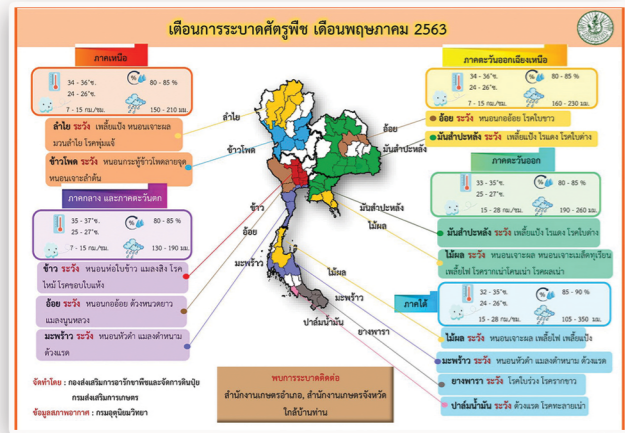 เตือนการระบาดศัตรูพืช เดือนพฤษภาคม 2563
ภาคเหนือ
34 - 36°ซ.
24 - 26°ซ.
80 - 85 %
7 - 15 กม./ชม.
150 - 210 มม.
ลำไย ระวัง เพลี้ยแป้ง หนอนเจาะผล
มวนลำไย โรคพุ่มแจ้
ข้าวโพด ระวัง หนอนกระทู้ข้าวโพดลายจุด
หนอนเจาะลำต้น
ภาคกลาง และภาคตะวันตก
35 - 37°ซ.
25 - 27°ซ.
80 - 85 %
7 - 15 กม./ชม.
130 - 190 มม.
ข้าว ระวัง หนอนห่อใบข้าว แมลงสิง โรค
ไหม้ โรคขอบใบแห้ง
อ้อย ระวัง หนอนกออ้อย ด้วงหนวดยาว
แมลงนูนหลวง
มะพร้าว ระวัง หนอนหัวดำ แมลงดำหนาม
ด้วงแรด
จัดทำโดย : กองส่งเสริมการอารักขาพืชและจัดการดินปุ๋ย
กรมส่งเสริมการเกษตร
ข้อมูลสภาพอากาศ : กรมอุตุนิยมวิทยา
ลำไย
ข้าวโพด
ข้าว
อ้อย
มะพร้าว
อ้อย
มันสำปะหลัง
มันสำปะหลัง
ไม้ผล
ไม้ผล
มะพร้าว
ยางพารา
ปาล์มน้ำมัน
พบการระบาดติดต่อ
สำนักงานเกษตรอำเภอ, สำนักงานเกษตรจังหวัด
ใกล้บ้านท่าน
ภาคตะวันออกเฉียงเหนือ
34 - 36°ซ.
24 - 26°ซ.
80 - 85 %
7 - 15 กม./ชม.
160 - 230 มม.
อ้อย ระวัง หนอนกออ้อย โรคใบขาว
มันสำปะหลัง ระวัง เพลี้ยแป้ง ไรแดง โรคใบด่าง
ภาคตะวันออก
33 - 35°ซ.
25 - 27°ซ.
80 - 85 %
15 - 28 กม./ชม.
190 - 260 มม.
มันสำปะหลัง ระวัง เพลี้ยแป้ง ไรแดง โรคใบด่าง
ไม้ผล ระวัง หนอนเจาะผล หนอนเจาะเมล็ดทุเรียน
เพลี้ยไฟ โรครากเน่าโคนเน่า โรคผลเน่า
ภาคใต้
32 - 35°ซ.
24 - 26°ซ.
85 - 90 %
15 - 28 กม./ชม.
105 - 350 มม.
ไม้ผล ระวัง หนอนเจาะผล เพลี้ยไฟ เพลี้ยแป้ง
มะพร้าว ระวัง หนอนหัวดำ แมลงดำหนาม ด้วงแรด
ยางพารา ระวัง โรคใบร่วง โรครากขาว
ปาล์มน้ำมัน ระวัง ด้วงแรด โรคทะลายเน่า